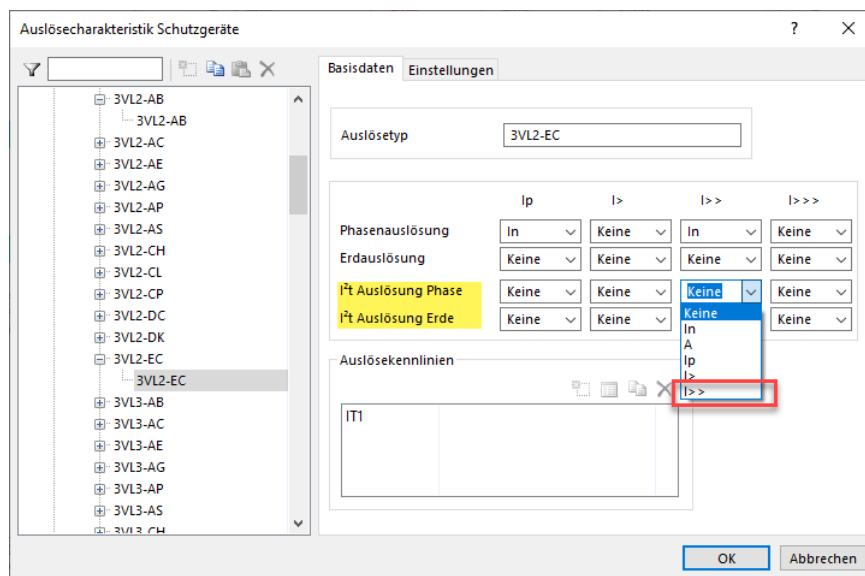 Auslösecharakteristik Schutzgeräte ? ×
Basisdaten Einstellungen
3VL2-AB
3VL2-AB
3VL2-AC
3VL2-AE
3VL2-AG
3VL2-AP
3VL2-AS
3VL2-CH
3VL2-CL
3VL2-CP
3VL2-DC
3VL2-DK
3VL2-EC
3VL2-EC
3VL3-AB
3VL3-AC
3VL3-AE
3VL3-AG
3VL3-AP
3VL3-AS
3VL3-CH
Auslösetyp 3VL2-EC
Ip I> I>> I>>>
Phasenauslösung In Keine In Keine
Erdauslösung Keine Keine Keine Keine
I²t Auslösung Phase Keine Keine Keine Keine
I²t Auslösung Erde Keine Keine Keine
Keine
In
A
Ip
I>
I>>
Auslösekennlinien
IT1
OK Abbrechen